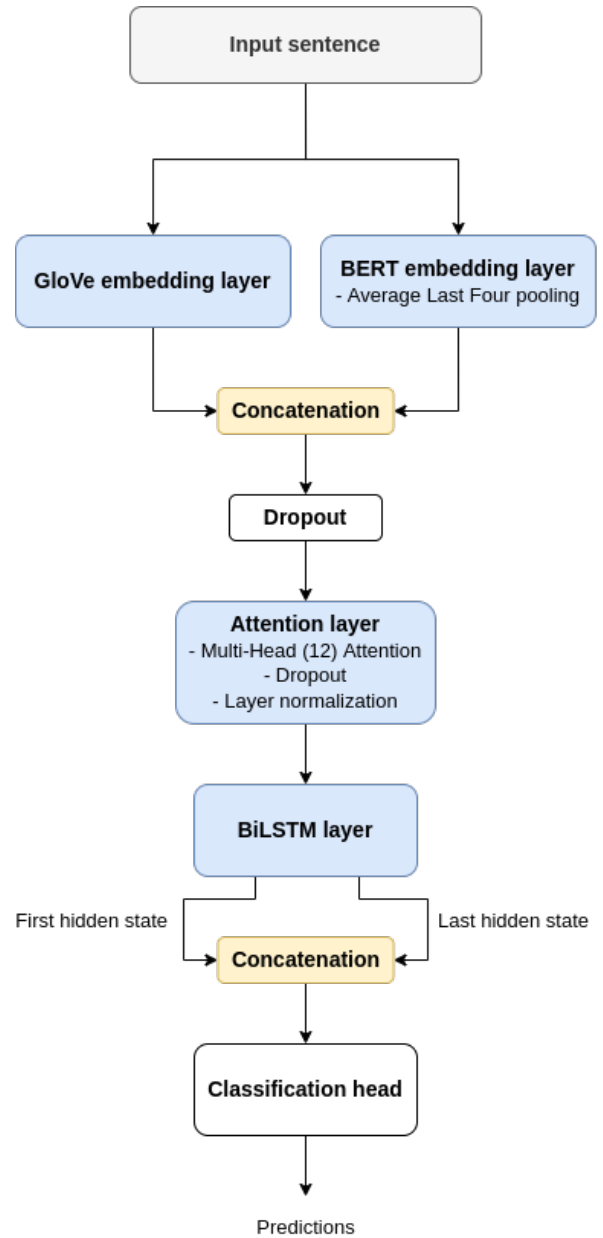 Input sentence
GloVe embedding layer
BERT embedding layer
- Average Last Four pooling
Concatenation
Dropout
Attention layer
- Multi-Head (12) Attention
- Dropout
- Layer normalization
BiLSTM layer
First hidden state
Last hidden state
Concatenation
Classification head
Predictions